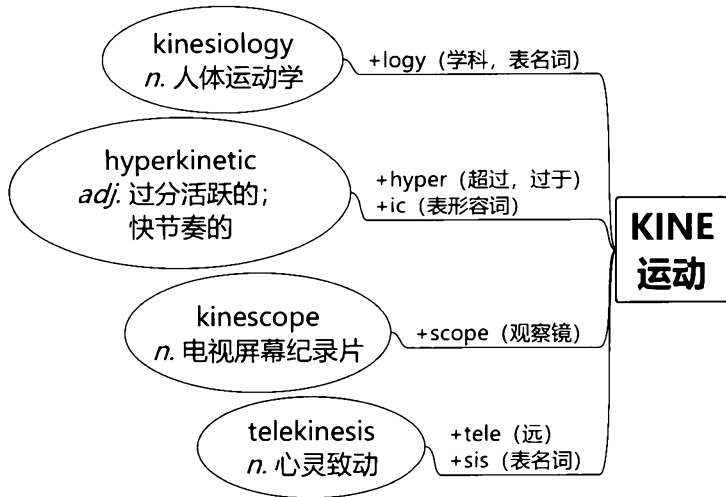 kinesiology
n. 人体运动学
+logy（学科，表名词）
hyperkinetic
adj. 过分活跃的；
快节奏的
+hyper（超过，过于）
+ic（表形容词）
KINE
运动
kinescope
n. 电视屏幕纪录片
+scope（观察镜）
telekinesis
n. 心灵致动
+tele（远）
+sis（表名词）